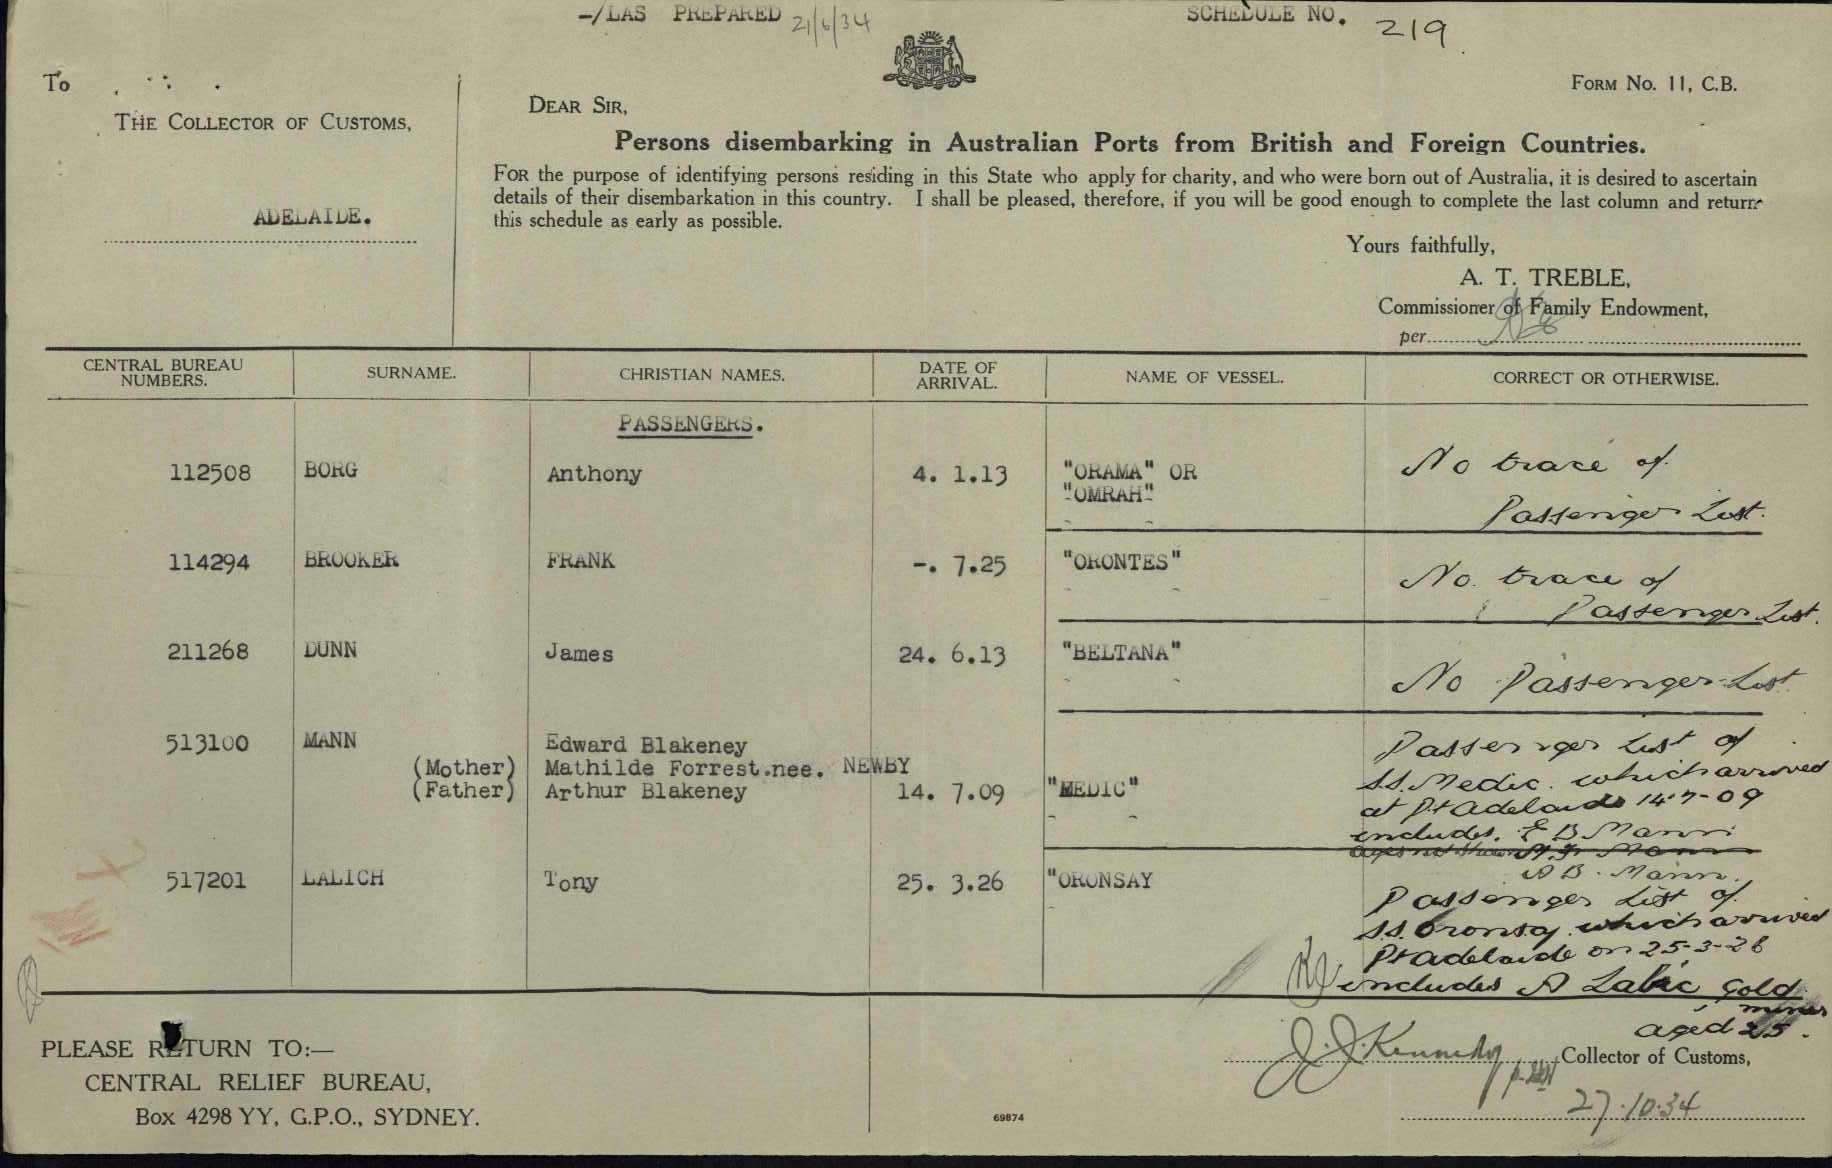 -/LAS PREPARED 21/6/34
SCHEDULE NO. 219
To
THE COLLECTOR OF CUSTOMS,
ADELAIDE.
FORM No. 11, C.B.
DEAR SIR,
Persons disembarking in Australian Ports from British and Foreign Countries.
FOR the purpose of identifying persons residing in this State who apply for charity, and who were born out of Australia, it is desired to ascertain
details of their disembarkation in this country. I shall be pleased, therefore, if you will be good enough to complete the last column and return
this schedule as early as possible.
Yours faithfully,
A. T. TREBLE,
Commissioner of Family Endowment,
per
CENTRAL BUREAU NUMBERS. SURNAME. CHRISTIAN NAMES. DATE OF ARRIVAL. NAME OF VESSEL. CORRECT OR OTHERWISE.
PASSENGERS.
112508 BORG Anthony 4. 1.13 "ORAMA" OR
"OMRAH"
No trace of
Passenger List.
114294 BROOKER FRANK -. 7.25 "ORONTES"
No. trace of
Passenger List.
211268 DUNN James 24. 6.13 "BELTANA"
No Passenger List.
513100 MANN Edward Blakeney
(Mother) Mathilde Forrest.nee. NEWBY
(Father) Arthur Blakeney 14. 7.09 "MEDIC"
Passenger List of
s.s. Medic. which arrived
at Pt Adelaide 14-7-09
includes. E B Mann
ages not shown Mann
A B. Mann.
517201 LALICH Tony 25. 3.26 "ORONSAY
Passenger List of
s.s. Oronsay which arrived
Pt Adelaide on 25-3-26
includes A Lalic Gold
miner
aged 25.
PLEASE RETURN TO:—
CENTRAL RELIEF BUREAU,
Box 4298 YY, G.P.O., SYDNEY.
69874
J. J. Kennedy Collector of Customs,
27.10.34